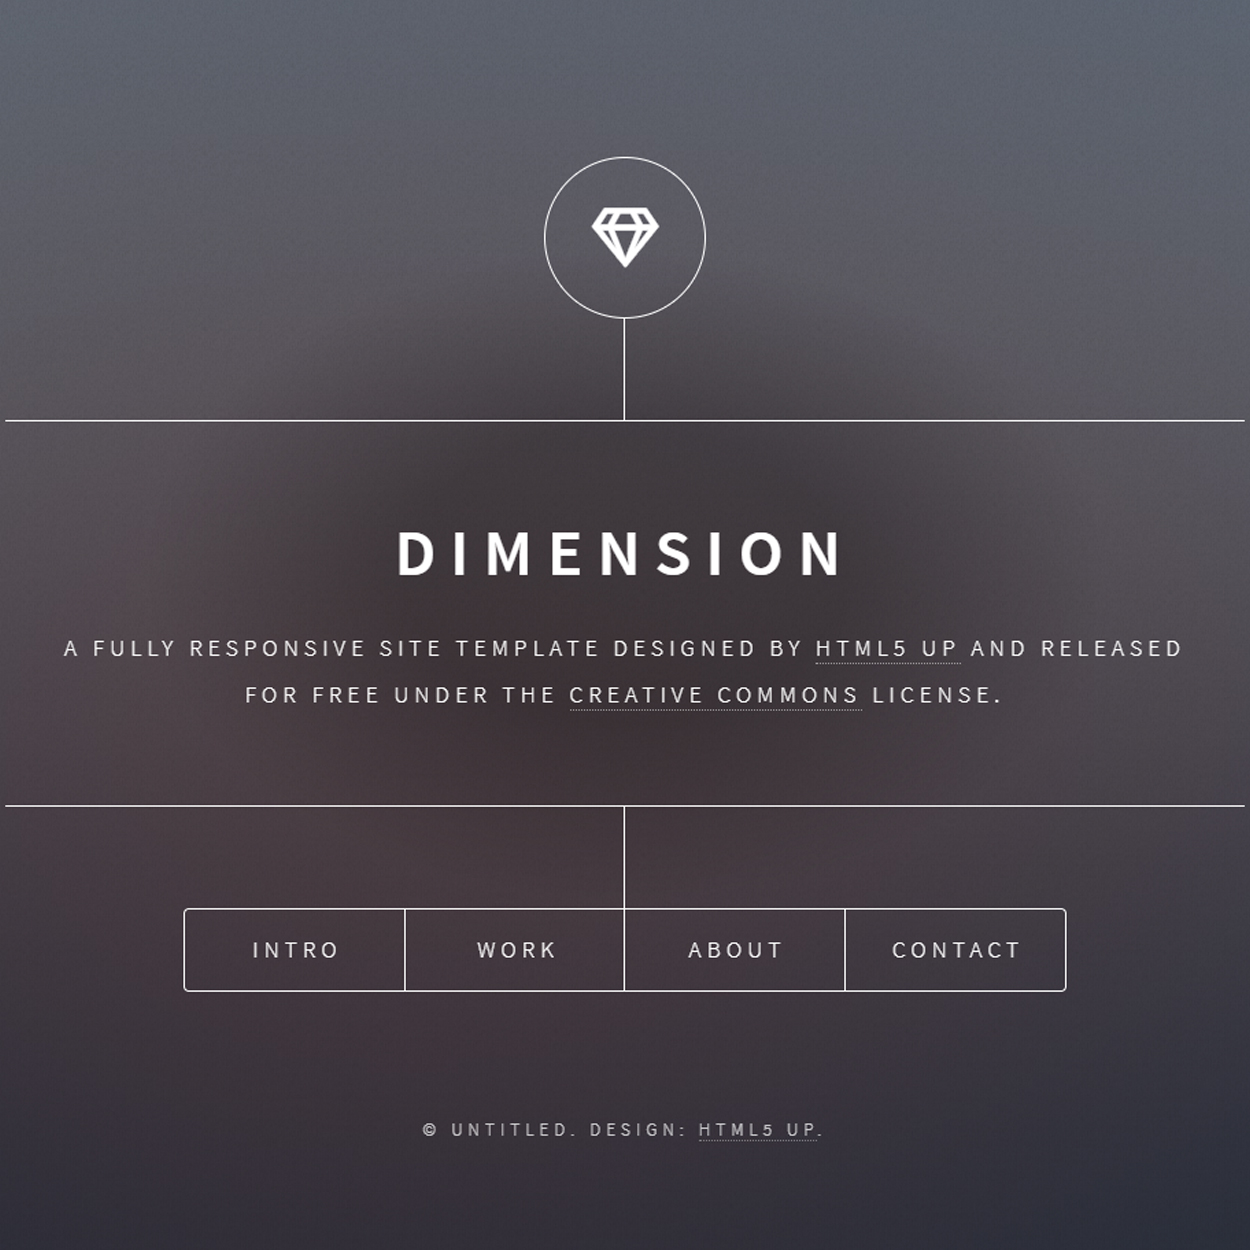 DIMENSION
A FULLY RESPONSIVE SITE TEMPLATE DESIGNED BY HTML5 UP AND RELEASED
FOR FREE UNDER THE CREATIVE COMMONS LICENSE.
INTRO WORK ABOUT CONTACT
© UNTITLED. DESIGN: HTML5 UP.